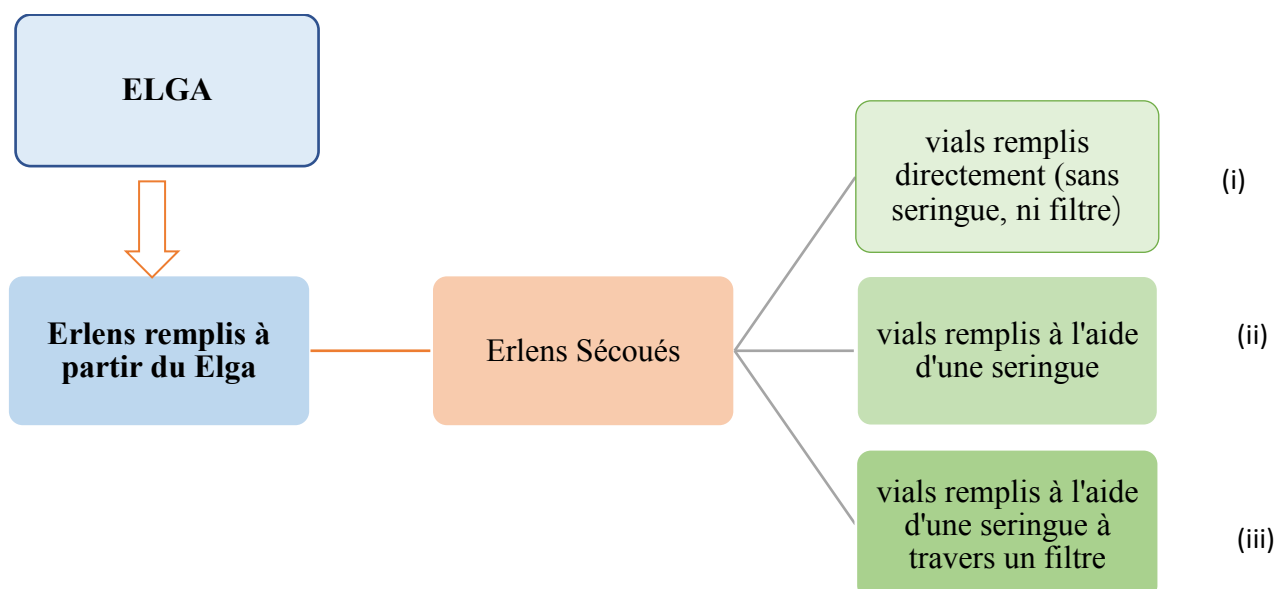 ELGA
Erlens remplis à
partir du Elga
Erlens Sécoués
vials remplis
directement (sans
seringue, ni filtre)
(i)
vials remplis à l'aide
d'une seringue
(ii)
vials remplis à l'aide
d'une seringue à
travers un filtre
(iii)